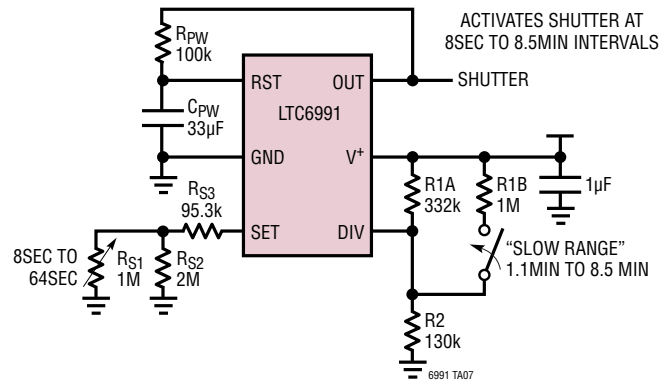 ACTIVATES SHUTTER AT
8SEC TO 8.5MIN INTERVALS
RPW
100k
RST
OUT
SHUTTER
LTC6991
CPW
33µF
GND
V+
RS3
95.3k
R1A
332k
R1B
1M
1µF
SET
DIV
8SEC TO
64SEC
RS1
1M
RS2
2M
“SLOW RANGE”
1.1MIN TO 8.5 MIN
R2
130k
6991 TA07